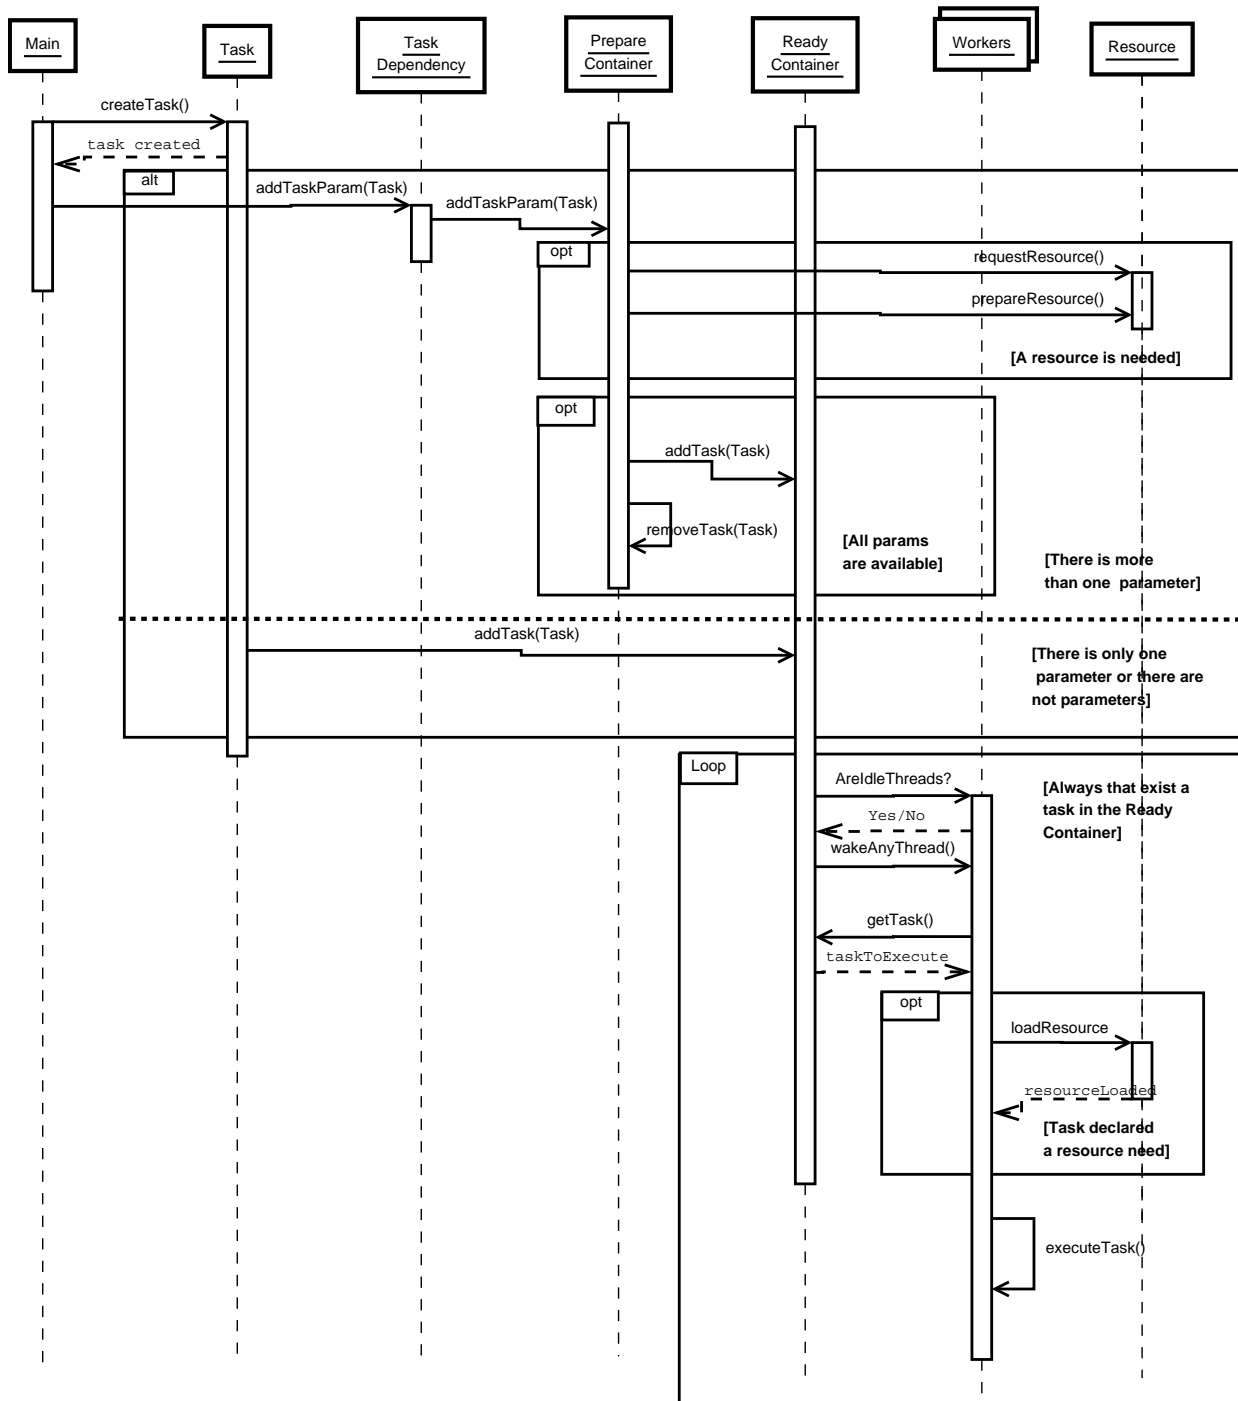 Main
Task
Task
Dependency
Prepare
Container
Ready
Container
Workers
Resource
createTask()
task created
alt
addTaskParam(Task)
addTaskParam(Task)
opt
requestResource()
prepareResource()
[A resource is needed]
opt
addTask(Task)
removeTask(Task)
[All params
are available]
[There is more
than one parameter]
addTask(Task)
[There is only one
parameter or there are
not parameters]
Loop
AreIdleThreads?
[Always that exist a
task in the Ready
Container]
Yes/No
wakeAnyThread()
getTask()
taskToExecute
opt
loadResource
resourceLoaded
[Task declared
a resource need]
executeTask()